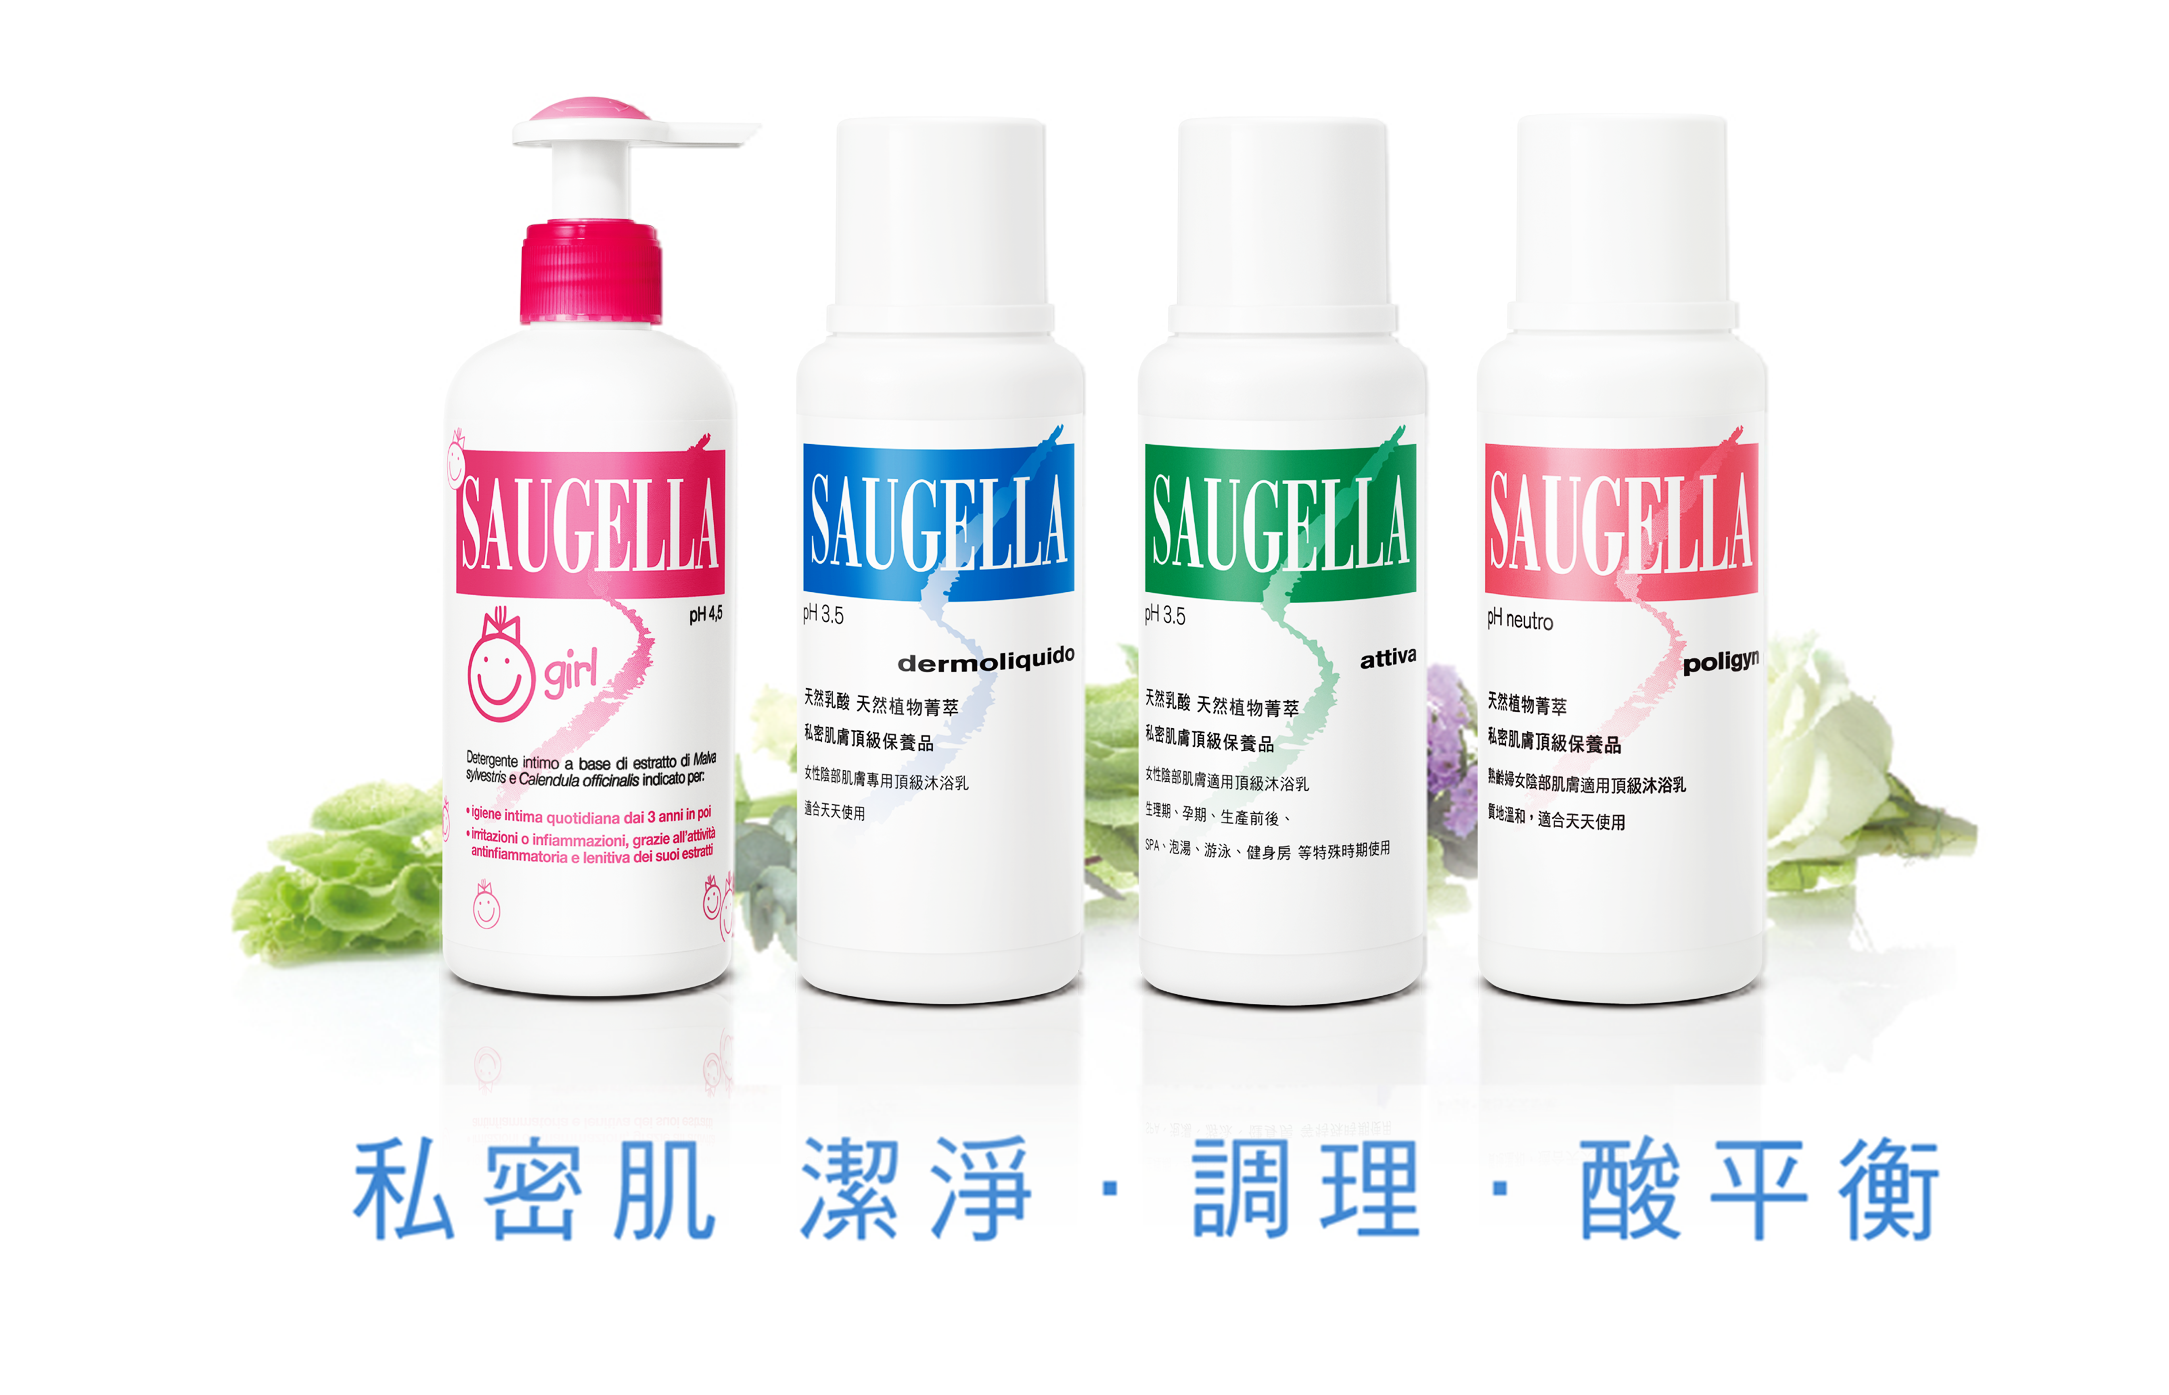 SAUGELLA
pH 4,5
girl
Detergente intimo a base di estratto di Malva
sylvestris e Calendula officinalis indicato per:
• igiene intima quotidiana dai 3 anni in poi
• irritazioni o infiammazioni, grazie all'attività
antinfiammatoria e lenitiva dei suoi estratti
SAUGELLA
pH 3.5
dermoliquido
天然乳酸 天然植物菁萃
私密肌膚頂級保養品
女性陰部肌膚專用頂級沐浴乳
適合天天使用
SAUGELLA
pH 3.5
attiva
天然乳酸 天然植物菁萃
私密肌膚頂級保養品
女性陰部肌膚適用頂級沐浴乳
生理期、孕期、生產前後、
SPA、泡湯、游泳、健身房 等特殊時期使用
SAUGELLA
pH neutro
poligyn
天然植物菁萃
私密肌膚頂級保養品
熟齡婦女陰部肌膚適用頂級沐浴乳
質地溫和，適合天天使用
私密肌 潔淨・調理・酸平衡